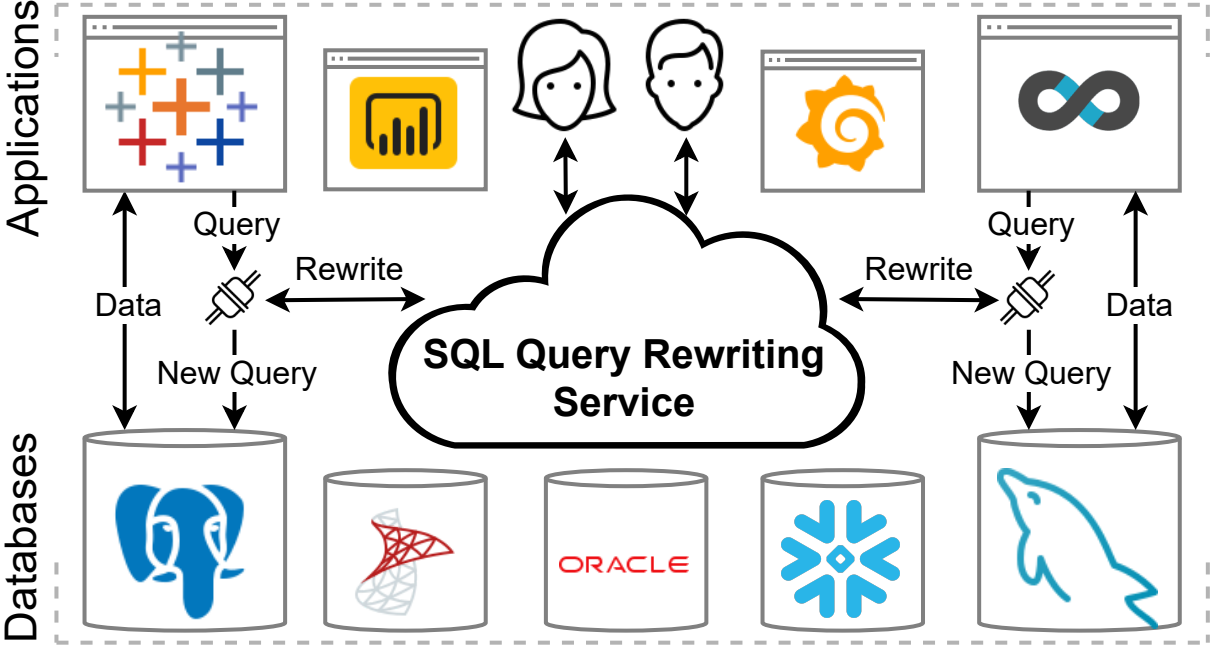 Applications
Query
Query
Rewrite
Rewrite
Data
Data
SQL Query Rewriting
Service
New Query
New Query
Databases
ORACLE